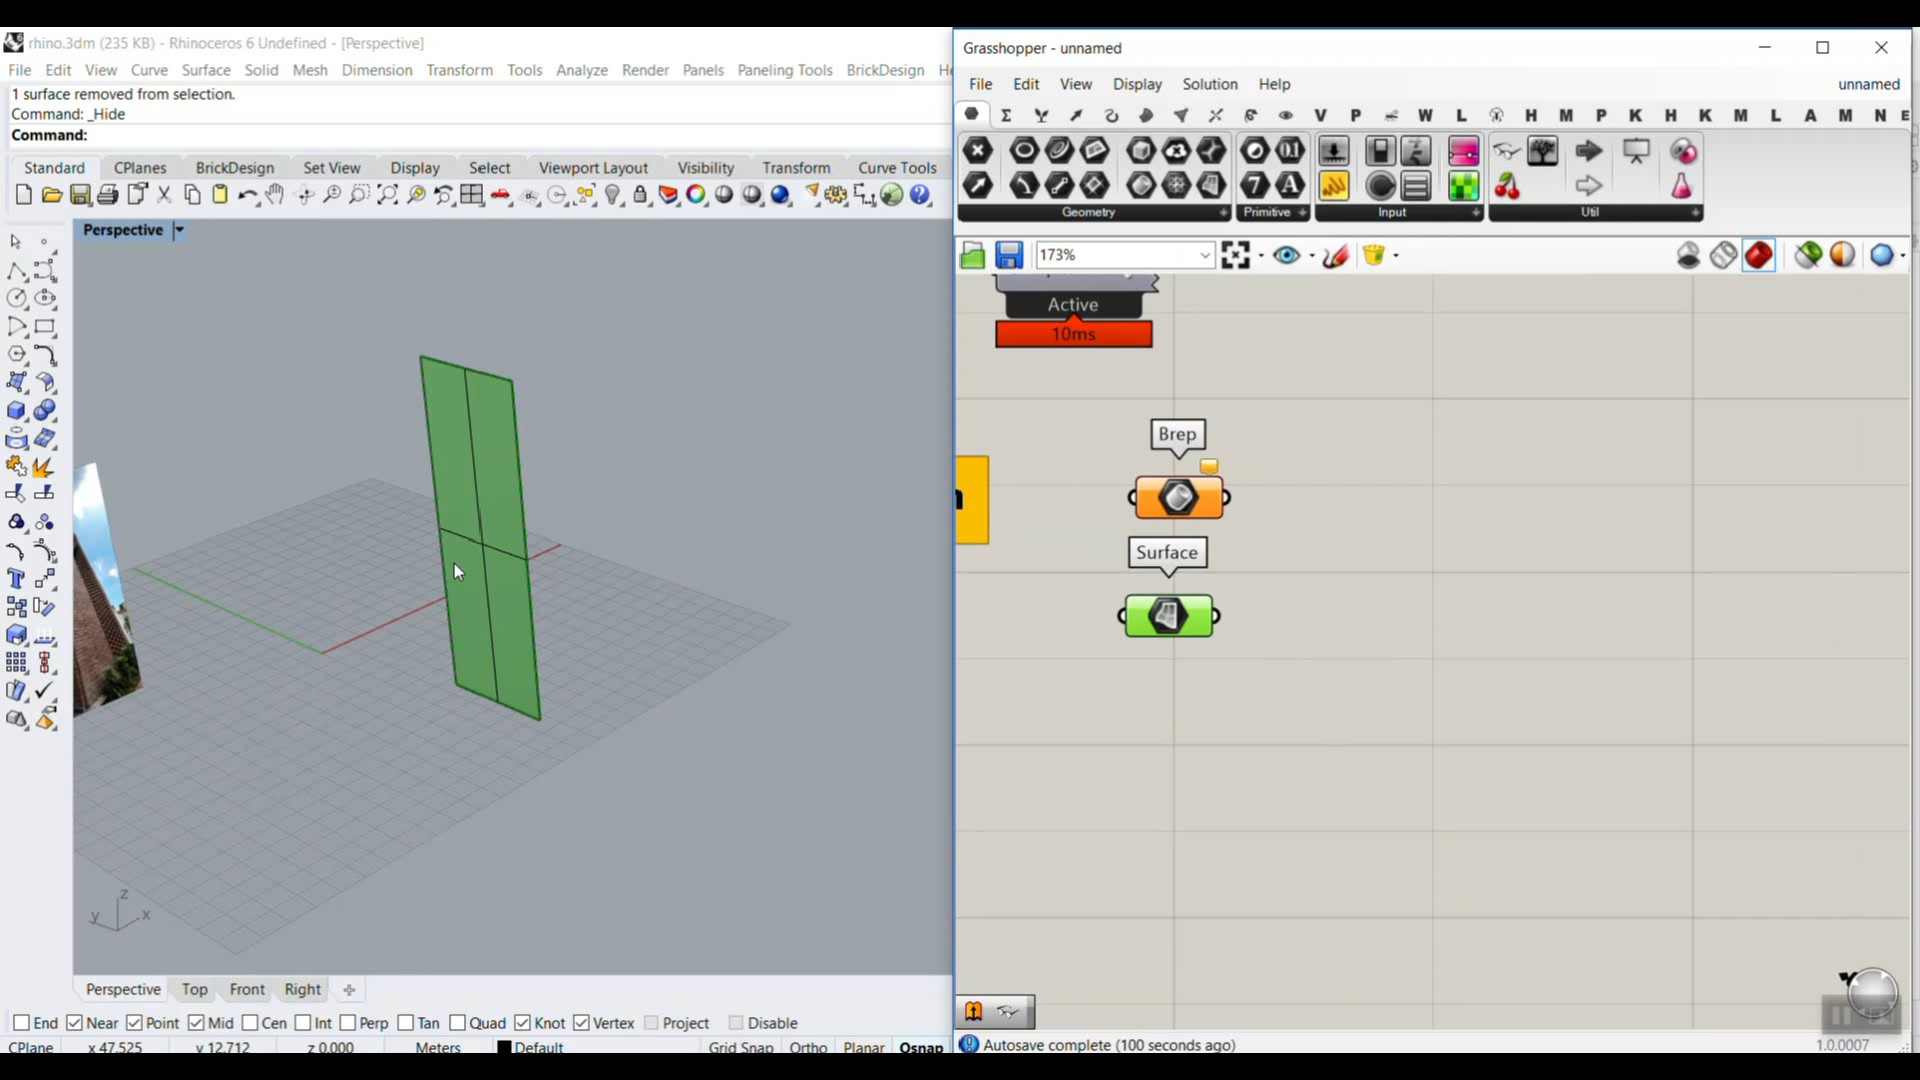 rhino.3dm (235 KB) - Rhinoceros 6 Undefined - [Perspective]
File Edit View Curve Surface Solid Mesh Dimension Transform Tools Analyze Render Panels Paneling Tools BrickDesign
1 surface removed from selection.
Command: _Hide
Command:
Standard CPlanes BrickDesign Set View Display Select Viewport Layout Visibility Transform Curve Tools
Perspective
z
y x
Perspective Top Front Right
End Near Point Mid Cen Int Perp Tan Quad Knot Vertex Project Disable
CPlane x 47.525 y 12.712 z 0.000 Meters Default Grid Snap Ortho Planar Osnap
Grasshopper - unnamed
File Edit View Display Solution Help unnamed
V P W L H M P K H K M L A M N E
Geometry Primitive Input Util
173%
Active
10ms
Brep
n
Surface
Autosave complete (100 seconds ago) 1.0.0007